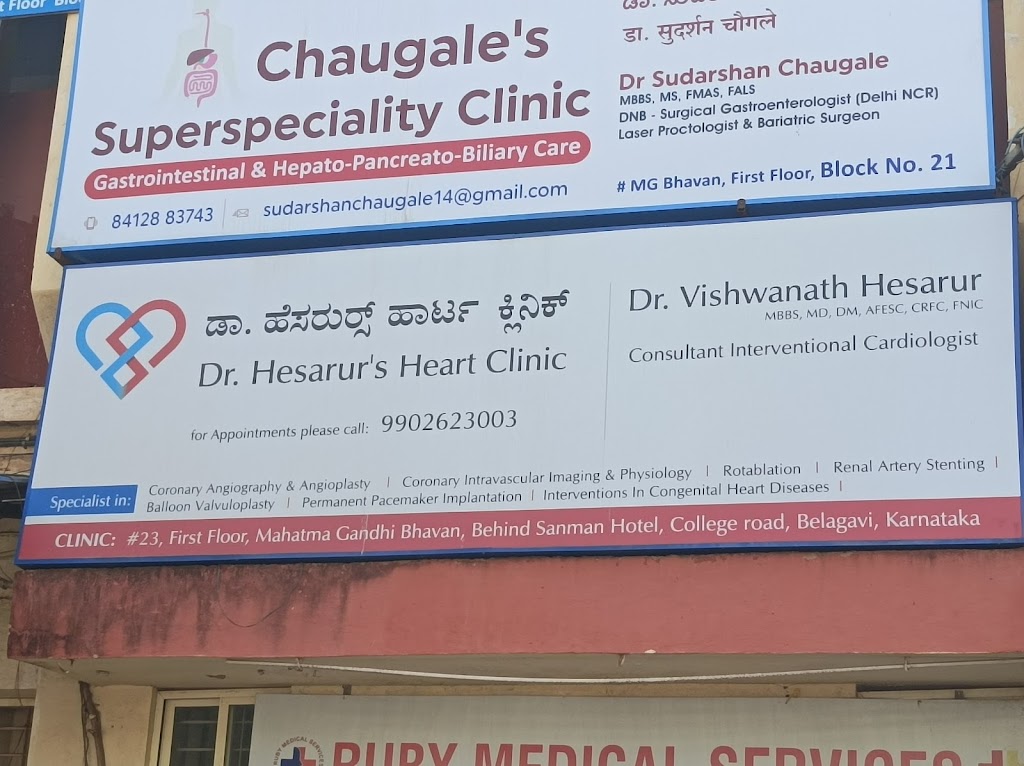 Chaugale's
Superspeciality Clinic
Gastrointestinal & Hepato-Pancreato-Biliary Care
84128 83743 sudarshanchaugale14@gmail.com
डा. सुदर्शन चौगले
Dr Sudarshan Chaugale
MBBS, MS, FMAS, FALS
DNB - Surgical Gastroenterologist (Delhi NCR)
Laser Proctologist & Bariatric Surgeon
# MG Bhavan, First Floor, Block No. 21
ಡಾ. ಹೆಸರುರ್‍ಸ್ ಹಾರ್ಟ ಕ್ಲಿನಿಕ್
Dr. Hesarur's Heart Clinic
for Appointments please call: 9902623003
Dr. Vishwanath Hesarur
MBBS, MD, DM, AFESC, CRFC, FNIC
Consultant Interventional Cardiologist
Specialist in:
Coronary Angiography & Angioplasty | Coronary Intravascular Imaging & Physiology | Rotablation | Renal Artery Stenting |
Balloon Valvuloplasty | Permanent Pacemaker Implantation | Interventions In Congenital Heart Diseases |
CLINIC: #23, First Floor, Mahatma Gandhi Bhavan, Behind Sanman Hotel, College road, Belagavi, Karnataka
RUBY MEDICAL SERVICES